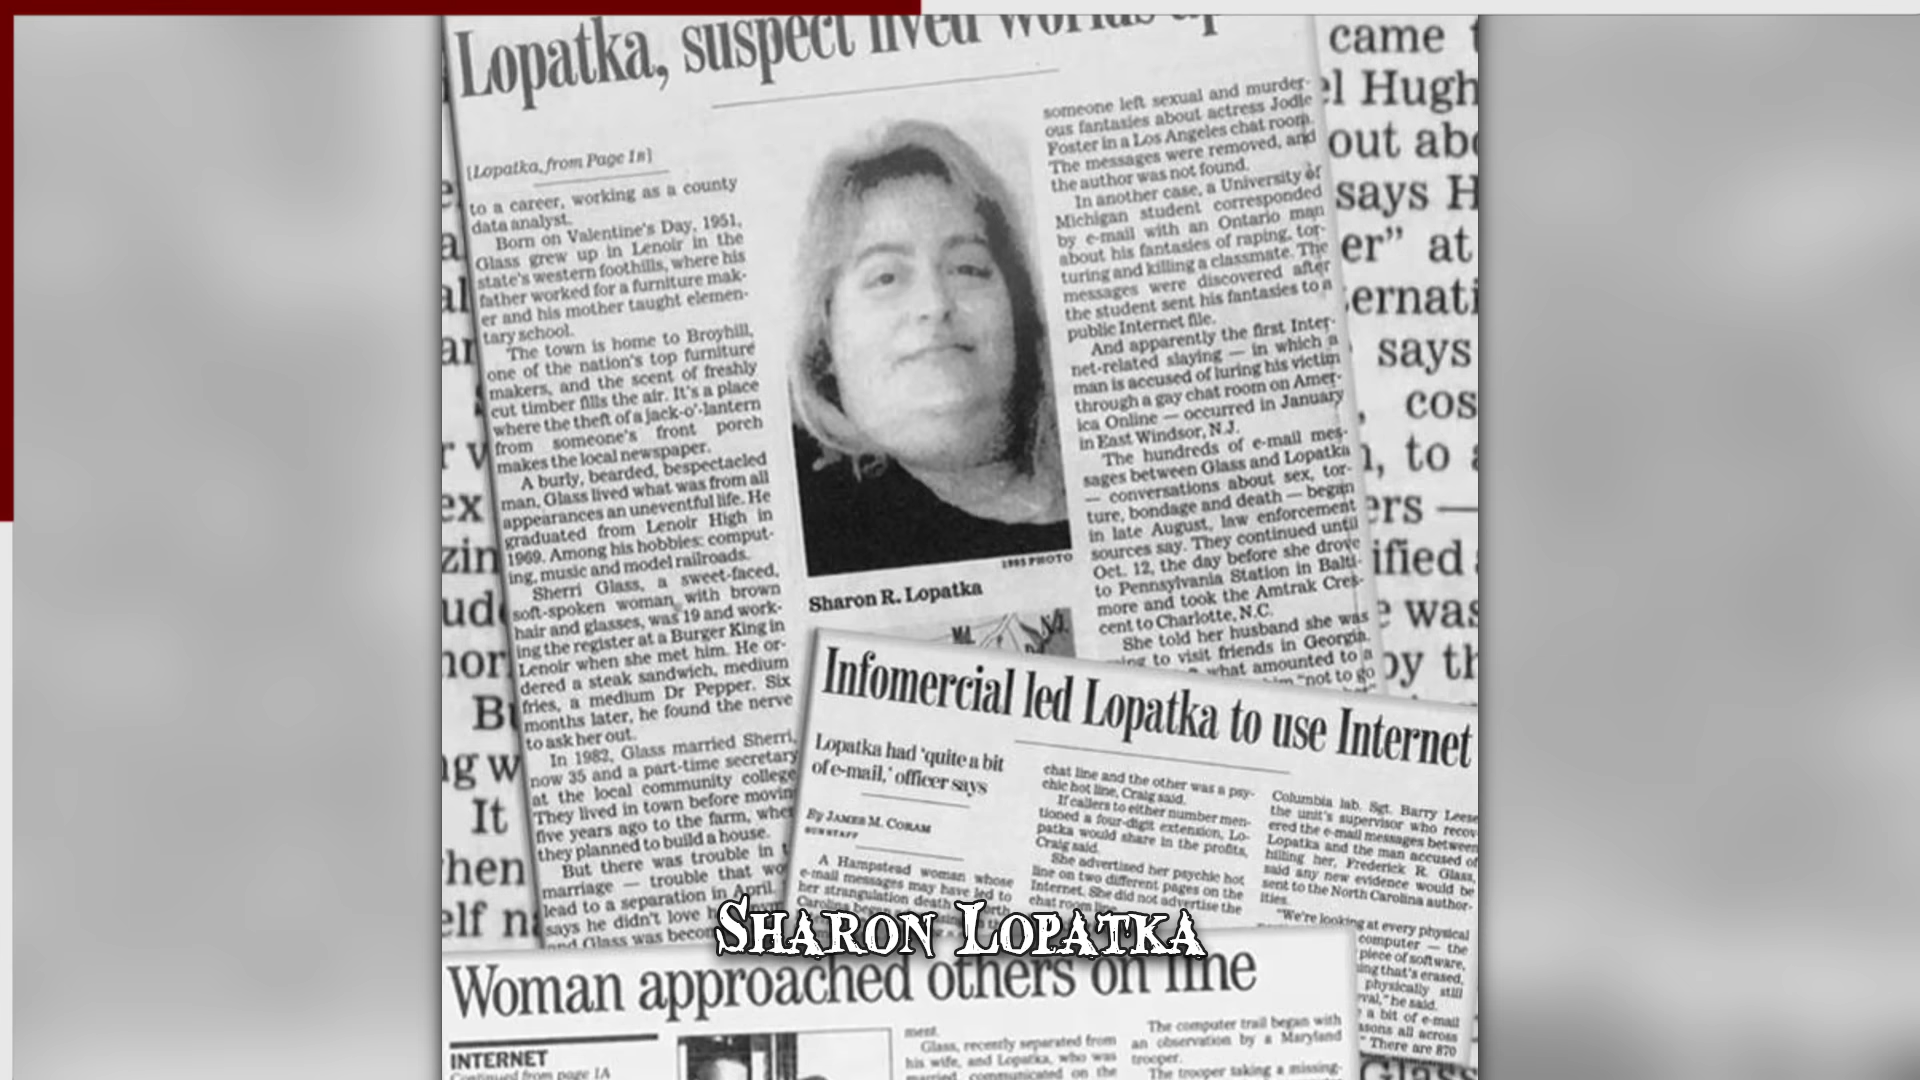 Lopatka, suspect lived worlds
[Lopatka, from Page 1B]
to a career, working as a county
data analyst.
Born on Valentine's Day, 1951,
Glass grew up in Lenoir in the
state's western foothills, where his
father worked for a furniture mak-
er and his mother taught elemen-
tary school.
The town is home to Broyhill,
one of the nation's top furniture
makers, and the scent of freshly
cut timber fills the air. It's a place
where the theft of a jack-o'-lantern
from someone's front porch
makes the local newspaper.
A burly, bearded, bespectacled
man, Glass lived what was from all
appearances an uneventful life. He
graduated from Lenoir High in
1969. Among his hobbies: comput-
ing, music and model railroads.
Sherri Glass, a sweet-faced,
soft-spoken woman with brown
hair and glasses, was 19 and work-
ing the register at a Burger King in
Lenoir when she met him. He or-
dered a steak sandwich, medium
fries, a medium Dr Pepper. Six
months later, he found the nerve
to ask her out.
In 1982, Glass married Sherri,
now 35 and a part-time secretary
at the local community college.
They lived in town before movin
five years ago to the farm, wher
they planned to build a house.
But there was trouble in t
marriage — trouble that wo
lead to a separation in April.
says he didn't love h
and Glass was becom
1995 PHOTO
Sharon R. Lopatka
Md.
N.J.
someone left sexual and murder-
ous fantasies about actress Jodie
Foster in a Los Angeles chat room.
The messages were removed, and
the author was not found.
In another case, a University of
Michigan student corresponded
by e-mail with an Ontario man
about his fantasies of raping, tor-
turing and killing a classmate. The
messages were discovered after
the student sent his fantasies to a
public Internet file.
And apparently the first Inter-
net-related slaying — in which a
man is accused of luring his victim
through a gay chat room on Amer-
ica Online — occurred in January
in East Windsor, N.J.
The hundreds of e-mail mes-
sages between Glass and Lopatka
— conversations about sex, tor-
ture, bondage and death — began
in late August, law enforcement
sources say. They continued until
Oct. 12, the day before she drove
to Pennsylvania Station in Balti-
more and took the Amtrak Cres-
cent to Charlotte, N.C.
She told her husband she was
to visit friends in Georgia.
what amounted to a
"not to go
came t
el Hugh
out abo
says H
er" at
ternati
says
, cos
n, to a
ers —
ified
e was
by th
Infomercial led Lopatka to use Internet
Lopatka had 'quite a bit
of e-mail,' officer says
By JAMES M. CORAM
SUN STAFF
A Hampstead woman whose
e-mail messages may have led to
her strangulation death
chat line and the other was a psy-
chic hot line, Craig said.
If callers to either number men-
tioned a four-digit extension, Lo-
patka would share in the profits,
Craig said.
She advertised her psychic hot
line on two different pages on the
Internet. She did not advertise the
chat room line.
Columbia lab. Sgt. Barry Leese
the unit's supervisor who recov
ered the e-mail messages between
Lopatka and the man accused of
killing her, Frederick R. Glass,
said any new evidence would be
sent to the North Carolina author-
ities.
"We're looking at every physical
computer — the
piece of software,
ing that's erased,
physically still
val," he said.
a bit of e-mail
sons all across
" There are 870
SHARON LOPATKA
Woman approached others on line
INTERNET
Continued from page 1A
ment.
Glass, recently separated from
his wife, and Lopatka, who was
married, communicated on the
The computer trail began with
an observation by a Maryland
trooper.
The trooper taking a missing-
Glass